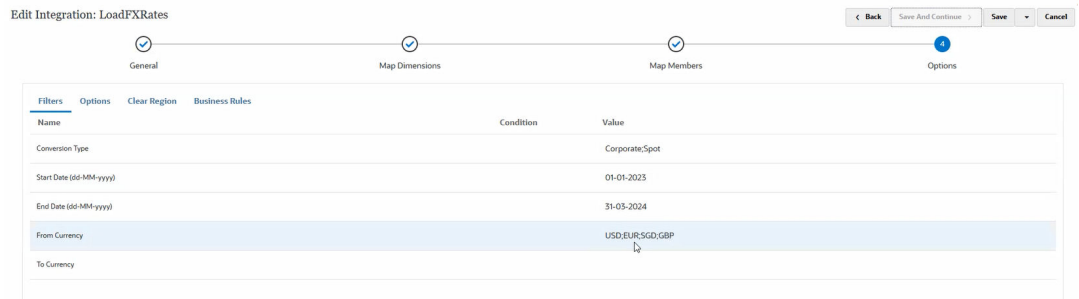 Edit Integration: LoadFXRates
Back Save And Continue Save Cancel
4
General Map Dimensions Map Members Options
Filters Options Clear Region Business Rules
Name Condition Value
Conversion Type Corporate;Spot
Start Date (dd-MM-yyyy) 01-01-2023
End Date (dd-MM-yyyy) 31-03-2024
From Currency USD;EUR;SGD;GBP
To Currency